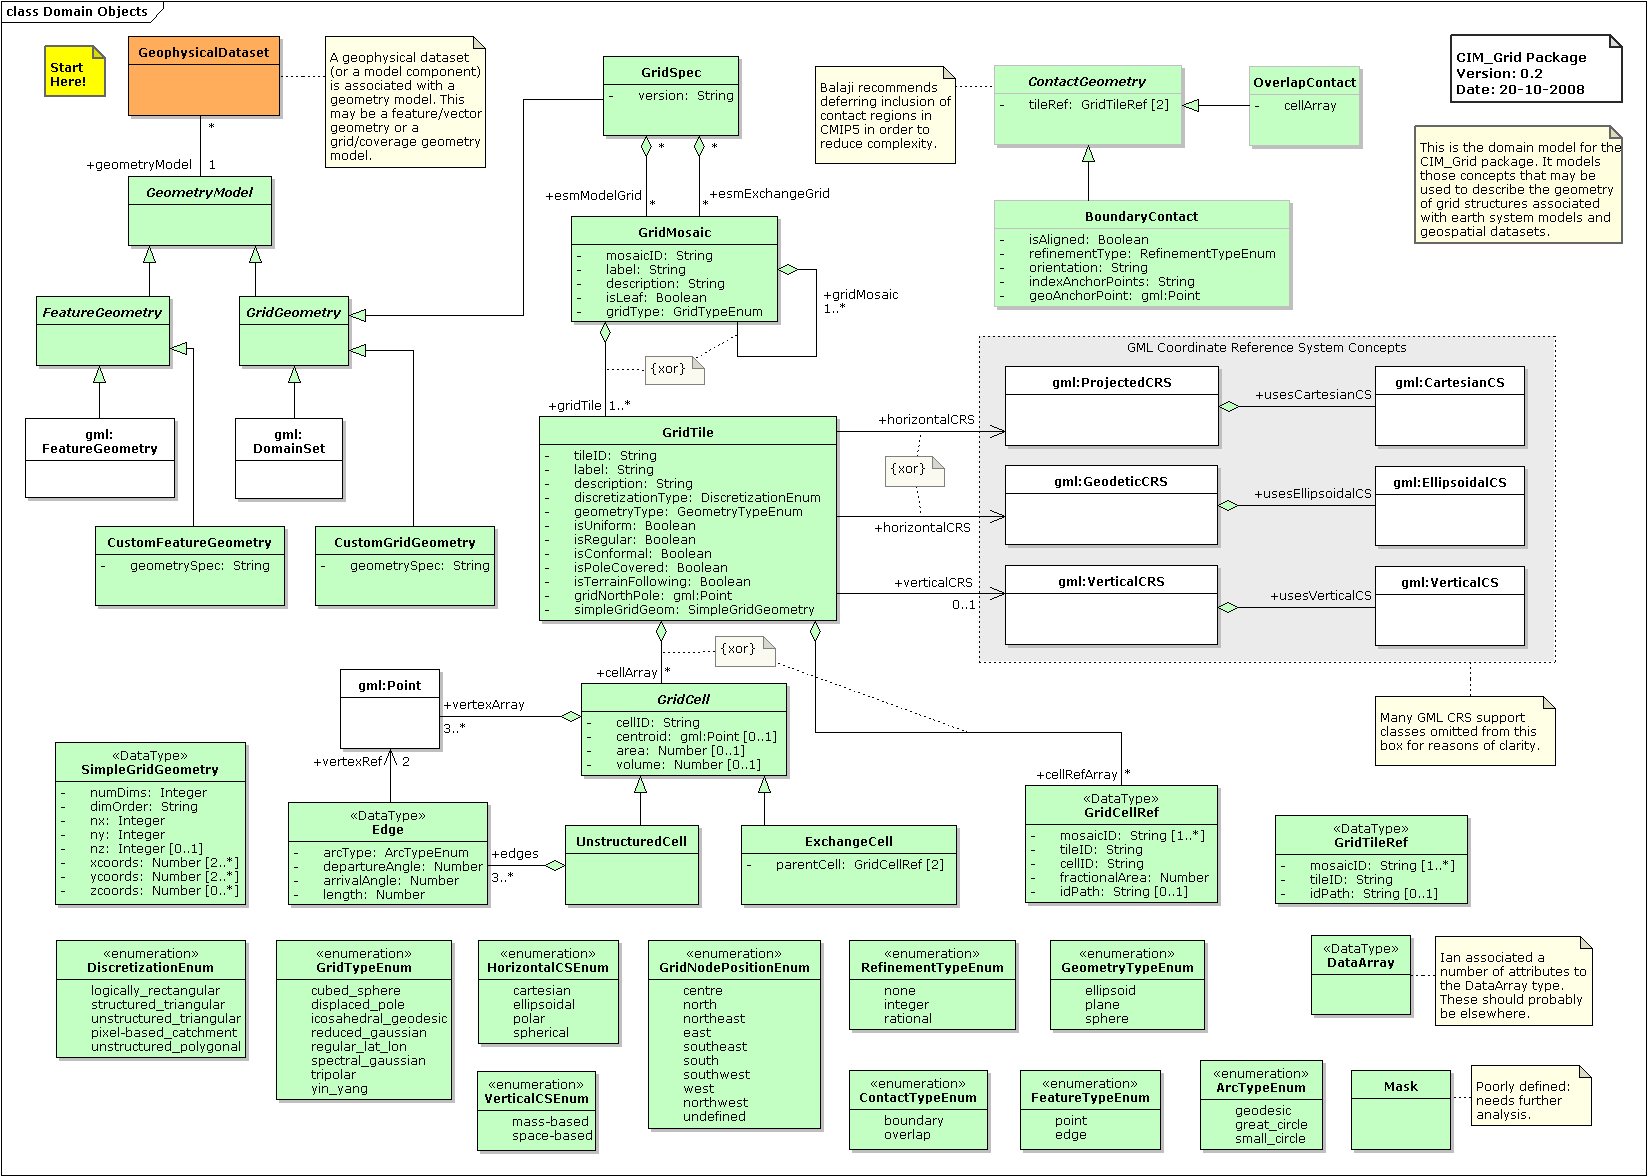 class Domain Objects
Start
Here!
GeophysicalDataset
A geophysical dataset
(or a model component)
is associated with a
geometry model. This
may be a feature/vector
geometry or a
grid/coverage geometry
model.
*
+geometryModel 1
GeometryModel
FeatureGeometry
GridGeometry
gml:
FeatureGeometry
gml:
DomainSet
CustomFeatureGeometry
- geometrySpec: String
CustomGridGeometry
- geometrySpec: String
GridSpec
- version: String
* *
+esmModelGrid *
+esmExchangeGrid
*
GridMosaic
- mosaicID: String
- label: String
- description: String
- isLeaf: Boolean
- gridType: GridTypeEnum
+gridMosaic
1..*
{xor}
+gridTile 1..*
GridTile
- tileID: String
- label: String
- description: String
- discretizationType: DiscretizationEnum
- geometryType: GeometryTypeEnum
- isUniform: Boolean
- isRegular: Boolean
- isConformal: Boolean
- isPoleCovered: Boolean
- isTerrainFollowing: Boolean
- gridNorthPole: gml:Point
- simpleGridGeom: SimpleGridGeometry
Balaji recommends
deferring inclusion of
contact regions in
CMIP5 in order to
reduce complexity.
ContactGeometry
- tileRef: GridTileRef [2]
OverlapContact
- cellArray
BoundaryContact
- isAligned: Boolean
- refinementType: RefinementTypeEnum
- orientation: String
- indexAnchorPoints: String
- geoAnchorPoint: gml:Point
CIM_Grid Package
Version: 0.2
Date: 20-10-2008
This is the domain model for the
CIM_Grid package. It models
those concepts that may be
used to describe the geometry
of grid structures associated
with earth system models and
geospatial datasets.
GML Coordinate Reference System Concepts
gml:ProjectedCRS
+usesCartesianCS
gml:CartesianCS
gml:GeodeticCRS
+usesEllipsoidalCS
gml:EllipsoidalCS
gml:VerticalCRS
+usesVerticalCS
gml:VerticalCS
+horizontalCRS
{xor}
+horizontalCRS
+verticalCRS
0..1
Many GML CRS support
classes omitted from this
box for reasons of clarity.
{xor}
+cellArray *
GridCell
- cellID: String
- centroid: gml:Point [0..1]
- area: Number [0..1]
- volume: Number [0..1]
gml:Point
+vertexArray
3..*
+vertexRef 2
«DataType»
SimpleGridGeometry
- numDims: Integer
- dimOrder: String
- nx: Integer
- ny: Integer
- nz: Integer [0..1]
- xcoords: Number [2..*]
- ycoords: Number [2..*]
- zcoords: Number [0..*]
«DataType»
Edge
- arcType: ArcTypeEnum
- departureAngle: Number
- arrivalAngle: Number
- length: Number
+edges
3..*
UnstructuredCell
ExchangeCell
- parentCell: GridCellRef [2]
+cellRefArray *
«DataType»
GridCellRef
- mosaicID: String [1..*]
- tileID: String
- cellID: String
- fractionalArea: Number
- idPath: String [0..1]
«DataType»
GridTileRef
- mosaicID: String [1..*]
- tileID: String
- idPath: String [0..1]
«enumeration»
DiscretizationEnum
logically_rectangular
structured_triangular
unstructured_triangular
pixel-based_catchment
unstructured_polygonal
«enumeration»
GridTypeEnum
cubed_sphere
displaced_pole
icosahedral_geodesic
reduced_gaussian
regular_lat_lon
spectral_gaussian
tripolar
yin_yang
«enumeration»
HorizontalCSEnum
cartesian
ellipsoidal
polar
spherical
«enumeration»
VerticalCSEnum
mass-based
space-based
«enumeration»
GridNodePositionEnum
centre
north
northeast
east
southeast
south
southwest
west
northwest
undefined
«enumeration»
RefinementTypeEnum
none
integer
rational
«enumeration»
ContactTypeEnum
boundary
overlap
«enumeration»
GeometryTypeEnum
ellipsoid
plane
sphere
«enumeration»
FeatureTypeEnum
point
edge
«enumeration»
ArcTypeEnum
geodesic
great_circle
small_circle
«DataType»
DataArray
Ian associated a
number of attributes to
the DataArray type.
These should probably
be elsewhere.
Mask
Poorly defined:
needs further
analysis.